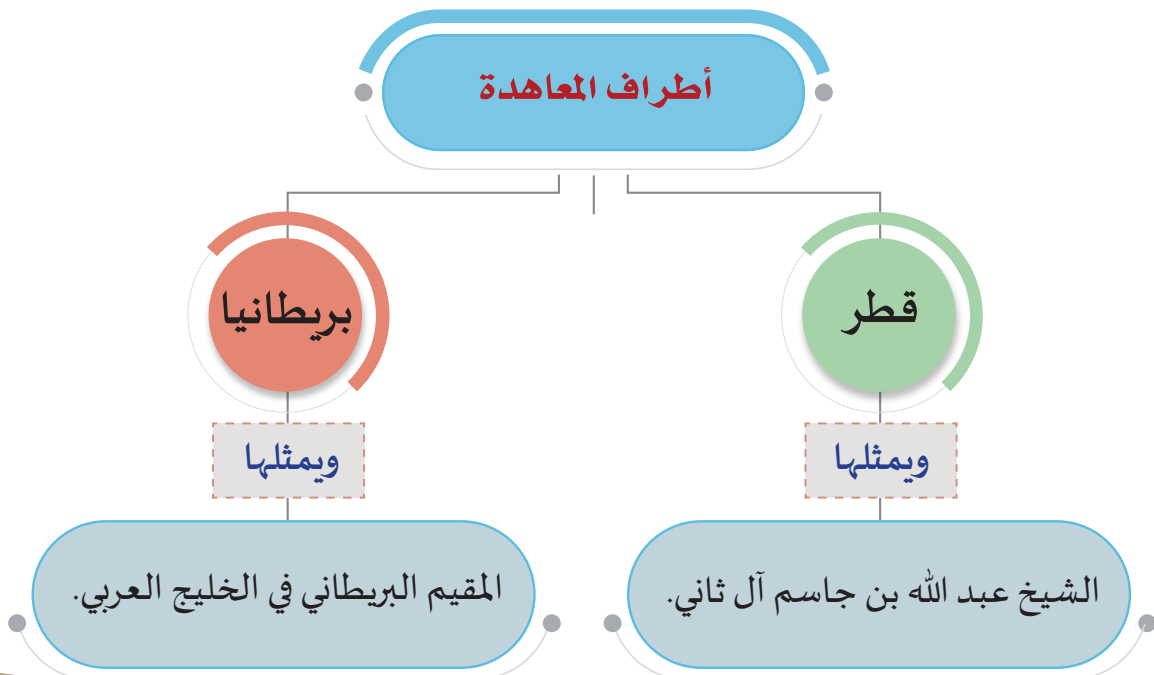 أطراف المعاهدة
قطر
بريطانيا
ويمثلها
ويمثلها
الشيخ عبد الله بن جاسم آل ثاني.
المقيم البريطاني في الخليج العربي.